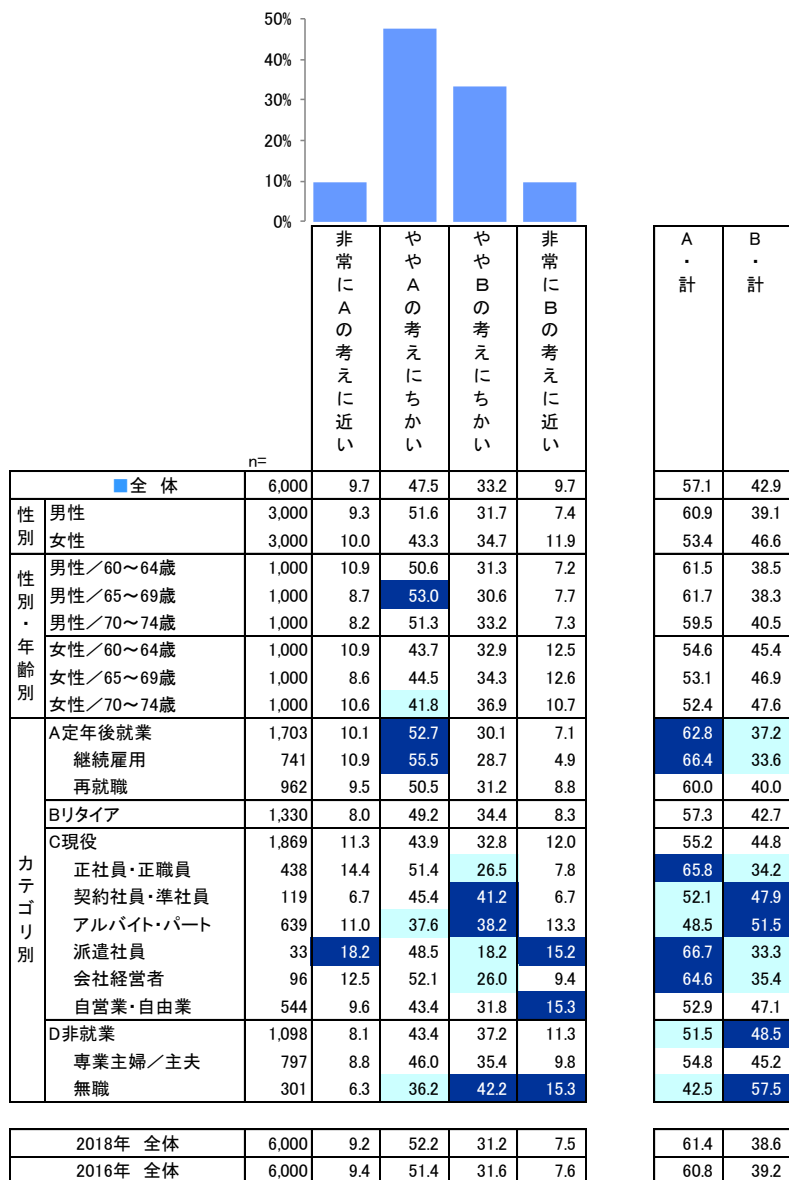 50%
40%
30%
20%
10%
0%
非常にAの考えに近い
ややAの考えにちかい
ややBの考えにちかい
非常にBの考えに近い
A・計
B・計
n=
■全 体 6,000 9.7 47.5 33.2 9.7 57.1 42.9
性別
男性 3,000 9.3 51.6 31.7 7.4 60.9 39.1
女性 3,000 10.0 43.3 34.7 11.9 53.4 46.6
性別・年齢別
男性／60～64歳 1,000 10.9 50.6 31.3 7.2 61.5 38.5
男性／65～69歳 1,000 8.7 53.0 30.6 7.7 61.7 38.3
男性／70～74歳 1,000 8.2 51.3 33.2 7.3 59.5 40.5
女性／60～64歳 1,000 10.9 43.7 32.9 12.5 54.6 45.4
女性／65～69歳 1,000 8.6 44.5 34.3 12.6 53.1 46.9
女性／70～74歳 1,000 10.6 41.8 36.9 10.7 52.4 47.6
カテゴリ別
A定年後就業 1,703 10.1 52.7 30.1 7.1 62.8 37.2
継続雇用 741 10.9 55.5 28.7 4.9 66.4 33.6
再就職 962 9.5 50.5 31.2 8.8 60.0 40.0
Bリタイア 1,330 8.0 49.2 34.4 8.3 57.3 42.7
C現役 1,869 11.3 43.9 32.8 12.0 55.2 44.8
正社員・正職員 438 14.4 51.4 26.5 7.8 65.8 34.2
契約社員・準社員 119 6.7 45.4 41.2 6.7 52.1 47.9
アルバイト・パート 639 11.0 37.6 38.2 13.3 48.5 51.5
派遣社員 33 18.2 48.5 18.2 15.2 66.7 33.3
会社経営者 96 12.5 52.1 26.0 9.4 64.6 35.4
自営業・自由業 544 9.6 43.4 31.8 15.3 52.9 47.1
D非就業 1,098 8.1 43.4 37.2 11.3 51.5 48.5
専業主婦／主夫 797 8.8 46.0 35.4 9.8 54.8 45.2
無職 301 6.3 36.2 42.2 15.3 42.5 57.5
2018年 全体 6,000 9.2 52.2 31.2 7.5 61.4 38.6
2016年 全体 6,000 9.4 51.4 31.6 7.6 60.8 39.2